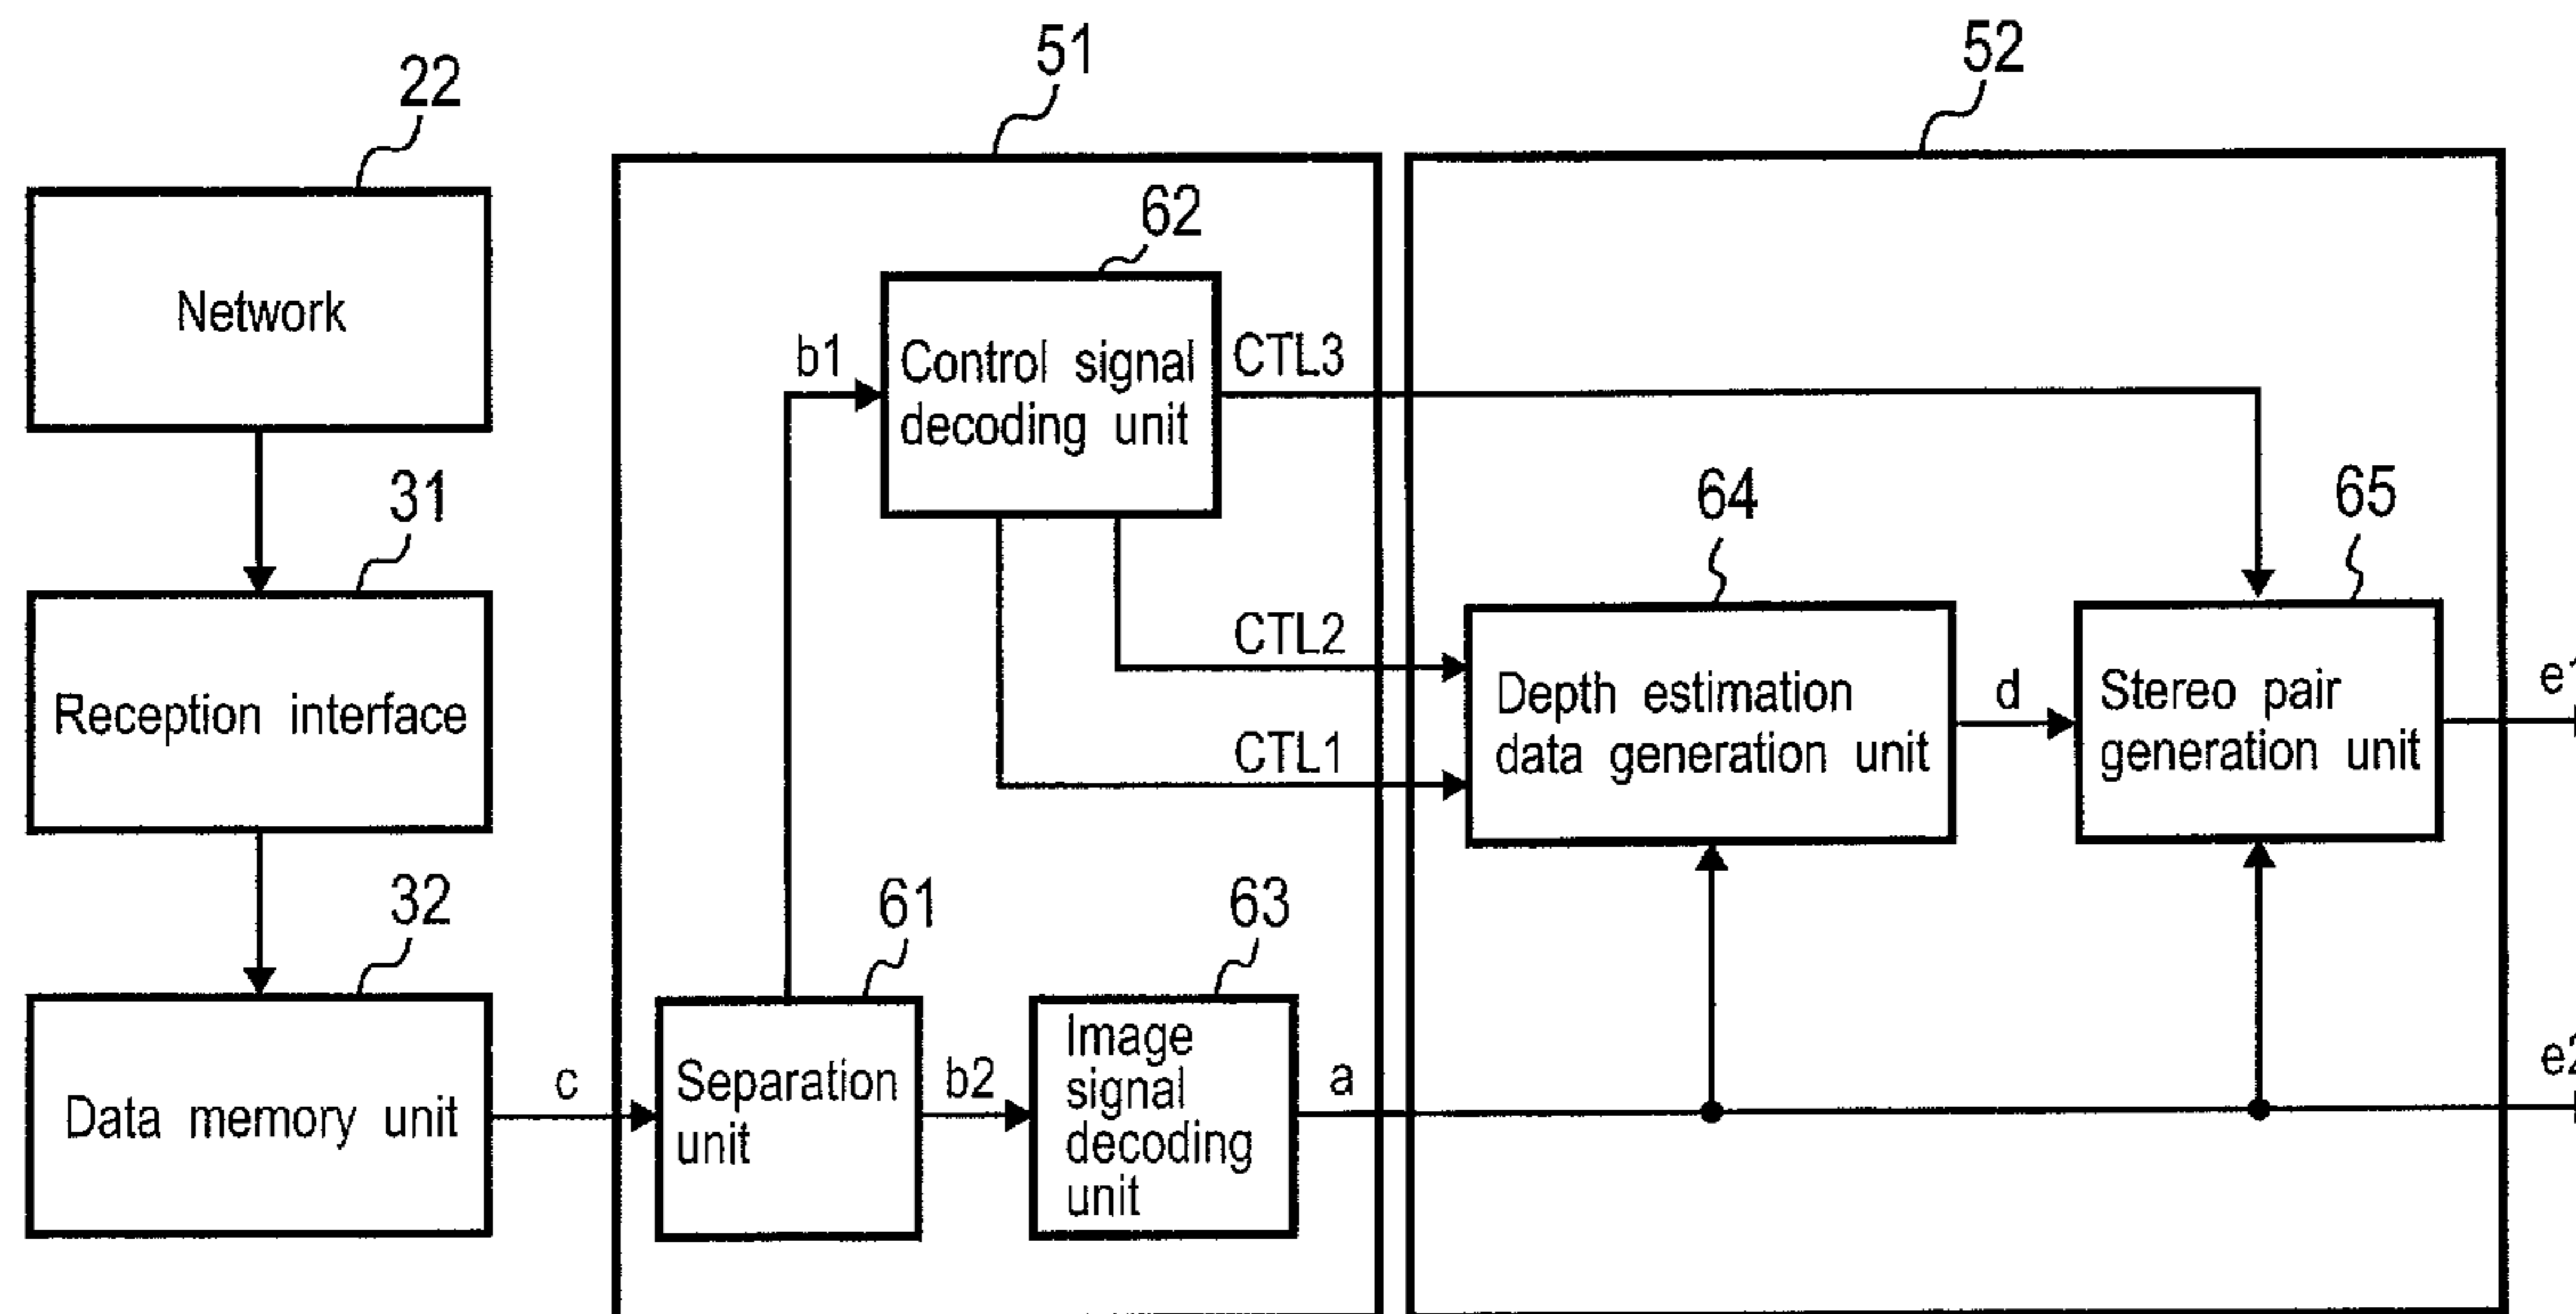 51
52
22
62
Network
b1
Control signal
decoding unit
CTL3
31
64
65
CTL2
Reception interface
Depth estimation
data generation unit
d
Stereo pair
generation unit
e1
CTL1
32
61
63
Data memory unit
c
Separation
unit
b2
Image
signal
decoding
unit
a
e2